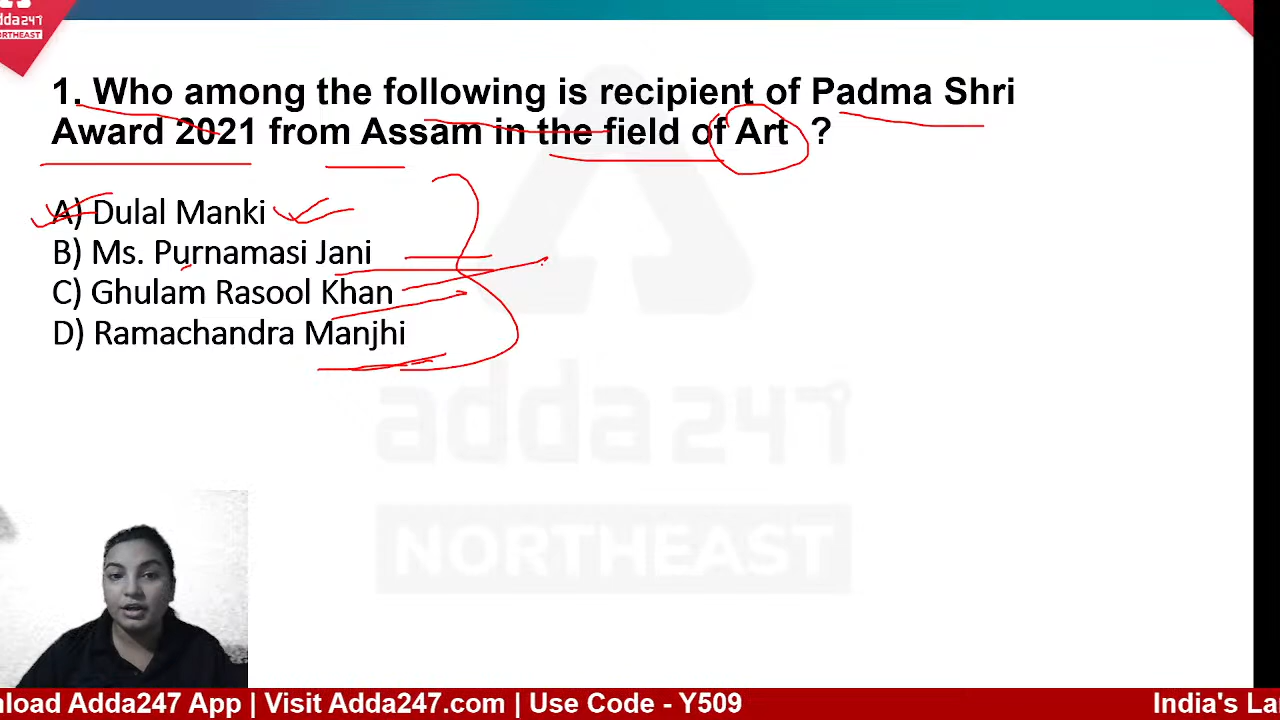 adda247
NORTHEAST
1. Who among the following is recipient of Padma Shri
Award 2021 from Assam in the field of Art ?
A) Dulal Manki
B) Ms. Purnamasi Jani
C) Ghulam Rasool Khan
D) Ramachandra Manjhi
adda247
NORTHEAST
nload Adda247 App | Visit Adda247.com | Use Code - Y509 India's La